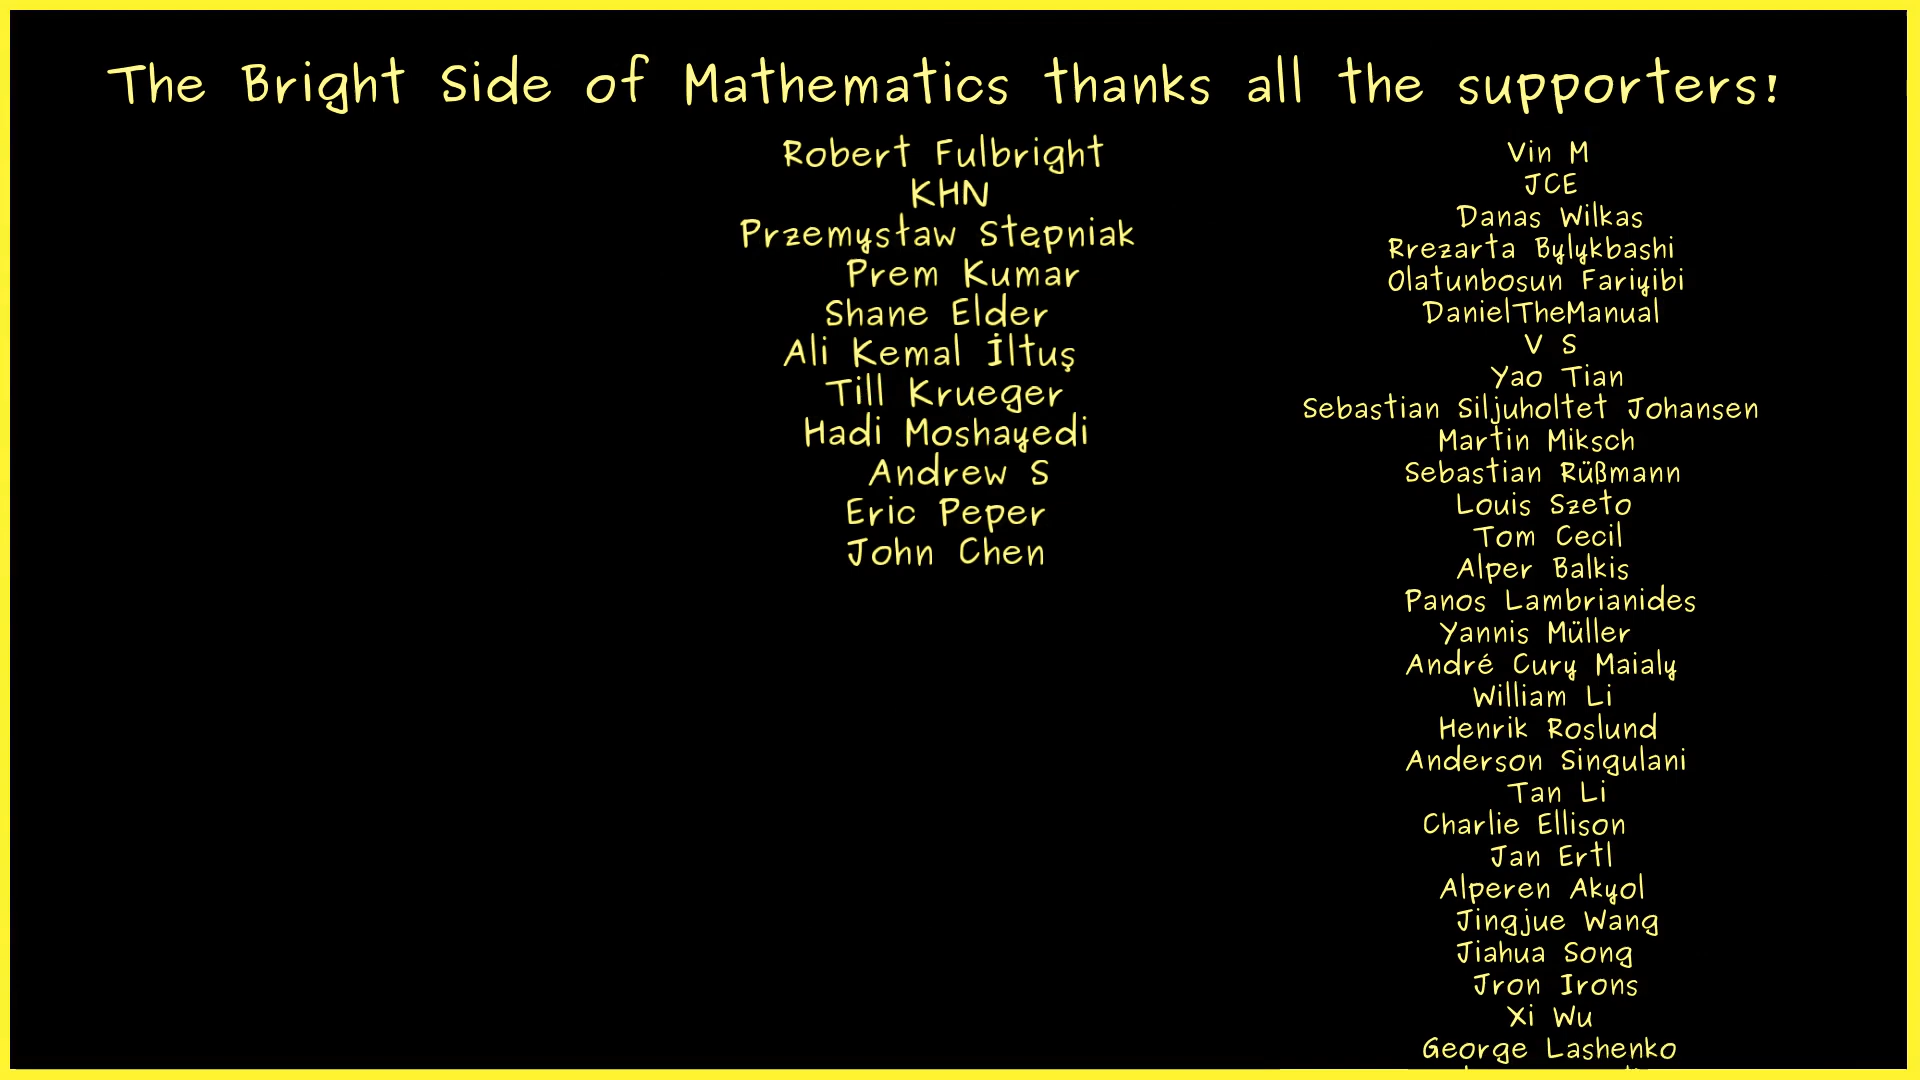 The Bright Side of Mathematics thanks all the supporters!
Robert Fulbright
KHN
Przemysław Stępniak
Prem Kumar
Shane Elder
Ali Kemal İltuş
Till Krueger
Hadi Moshayedi
Andrew S
Eric Peper
John Chen
Vin M
JCE
Danas Wilkas
Rrezarta Bylykbashi
Olatunbosun Fariyibi
DanielTheManual
V S
Yao Tian
Sebastian Siljuholtet Johansen
Martin Miksch
Sebastian Rüßmann
Louis Szeto
Tom Cecil
Alper Balkis
Panos Lambrianides
Yannis Müller
André Cury Maialy
William Li
Henrik Roslund
Anderson Singulani
Tan Li
Charlie Ellison
Jan Ertl
Alperen Akyol
Jingjue Wang
Jiahua Song
Jron Irons
Xi Wu
George Lashenko